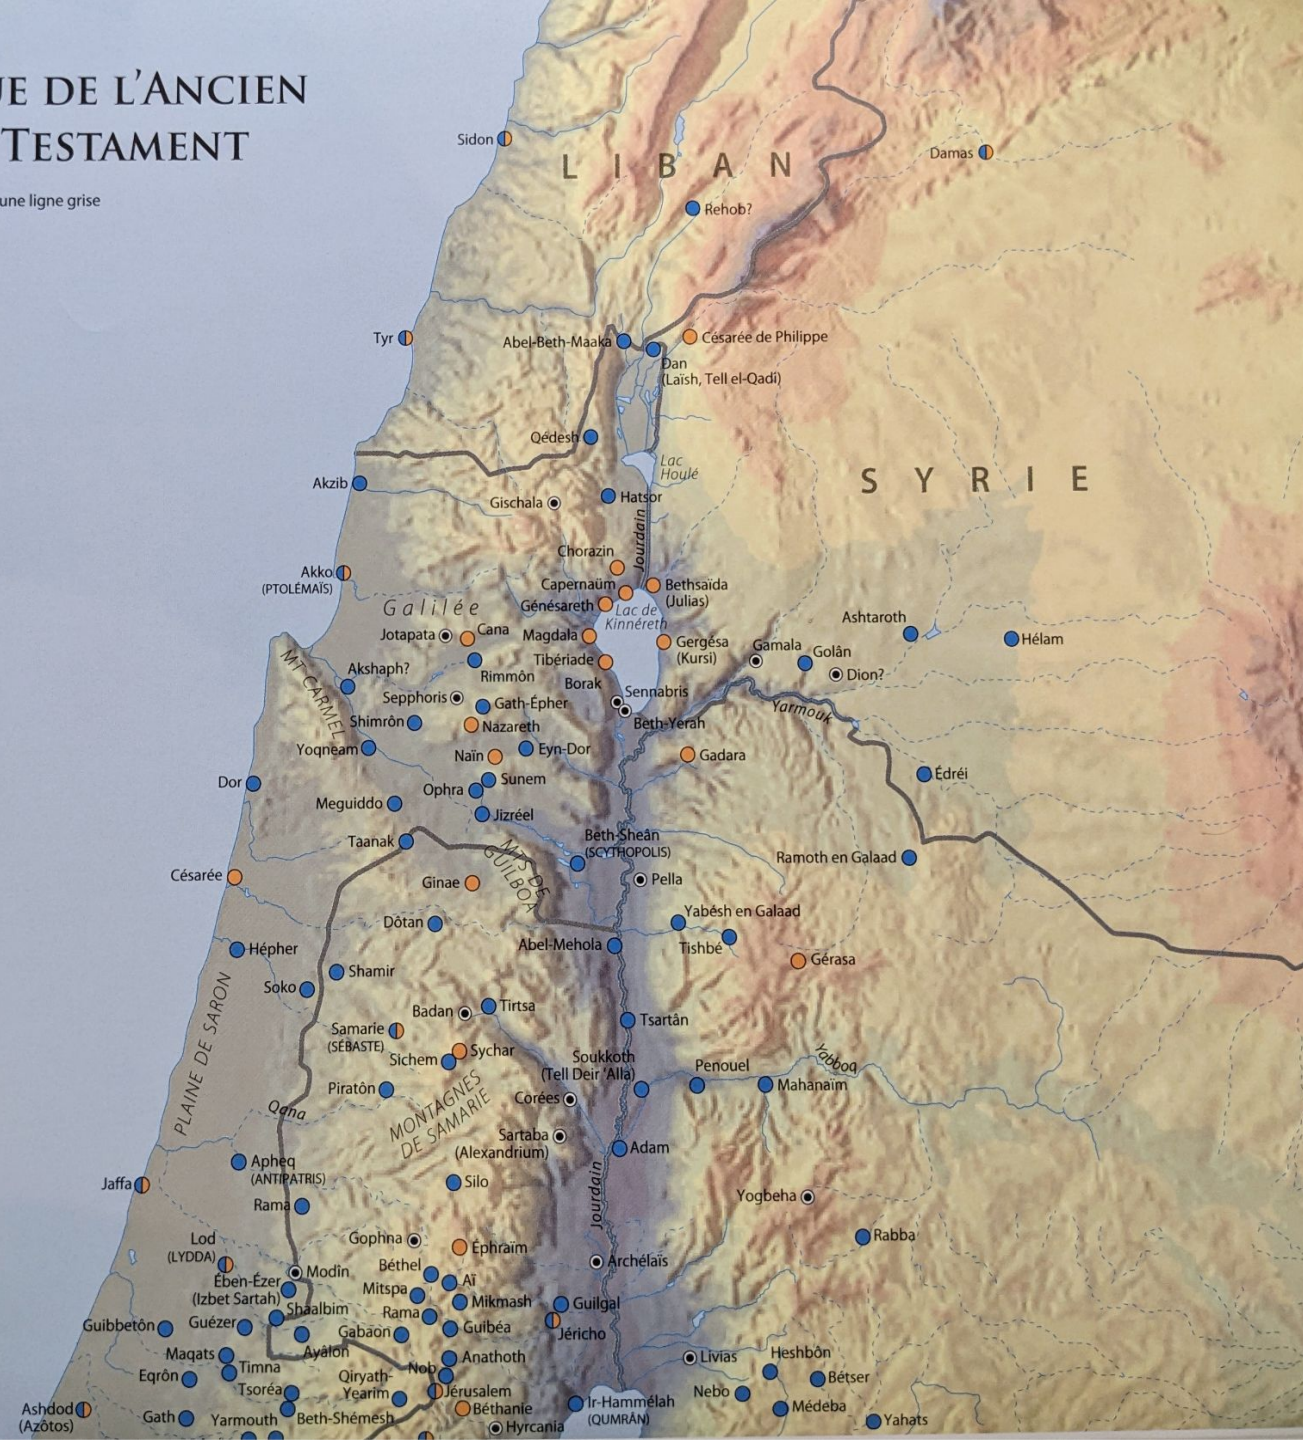 UE DE L'ANCIEN
TESTAMENT
une ligne grise
Sidon
LIBAN
Damas
Rehob?
Tyr
Abel-Beth-Maaka
Césarée de Philippe
Dan
(Laïsh, Tell el-Qadi)
Qédesh
Lac
Houlé
SYRIE
Akzib
Gischala
Hatsor
Jourdain
Chorazin
Akko
(PTOLÉMAÏS)
Capernaüm
Bethsaïda
(Julias)
Galilée
Génésareth
Lac de
Kinnéreth
Ashtaroth
Jotapata
Cana
Magdala
Gergésa
(Kursi)
Gamala
Golân
Hélam
MT CARMEL
Akshaph?
Rimmôn
Tibériade
Dion?
Borak
Sepphoris
Gath-Épher
Sennabris
Shimrôn
Nazareth
Beth-Yerah
Yarmouk
Yoqneam
Naïn
Eyn-Dor
Gadara
Dor
Ophra
Sunem
Édréi
Meguiddo
Jizréel
Taanak
MTS DE
GUILBOA
Beth-Sheân
(SCYTHOPOLIS)
Ramoth en Galaad
Césarée
Ginae
Pella
Dôtan
Yabésh en Galaad
Hépher
Abel-Mehola
Tishbé
Gérasa
Shamir
Soko
PLAINE DE SARON
Badan
Tirtsa
Samarie
(SÉBASTE)
Tsartân
Sychar
Sichem
Soukkoth
(Tell Deir 'Alla)
Penouel
Yabboq
Mahanaïm
Piratôn
MONTAGNES
DE SAMARIE
Corées
Qana
Sartaba
(Alexandrium)
Adam
Apheq
(ANTIPATRIS)
Jaffa
Silo
Jourdain
Yogbeha
Rama
Rabba
Lod
(LYDDA)
Gophna
Éphraïm
Archélaïs
Modîn
Béthel
Aï
Eben-Ézer
(Izbet Sartah)
Mitspa
Mikmash
Guilgal
Shaalbim
Rama
Guibbetôn
Guézer
Gabaon
Guibéa
Jéricho
Ayâlon
Maqats
Timna
Nob
Anathoth
Livias
Heshbôn
Eqrôn
Qiryath-
Yearim
Bétser
Tsoréa
Jérusalem
Nebo
Ashdod
(Azôtos)
Gath
Yarmouth
Beth-Shémesh
Béthanie
Ir-Hammélah
(QUMRÂN)
Médeba
Hyrcania
Yahats